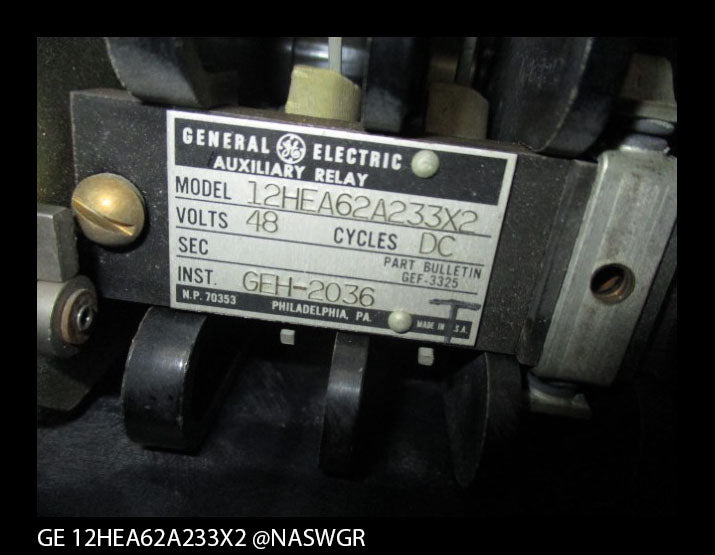 GENERAL GE ELECTRIC
AUXILIARY RELAY
MODEL 12HEA62A233X2
VOLTS 48 CYCLES DC
SEC PART BULLETIN
GEF-3325
INST. GEH-2036
N.P. 70353 PHILADELPHIA, PA. MADE IN U.S.A.
GE 12HEA62A233X2 @NASWGR